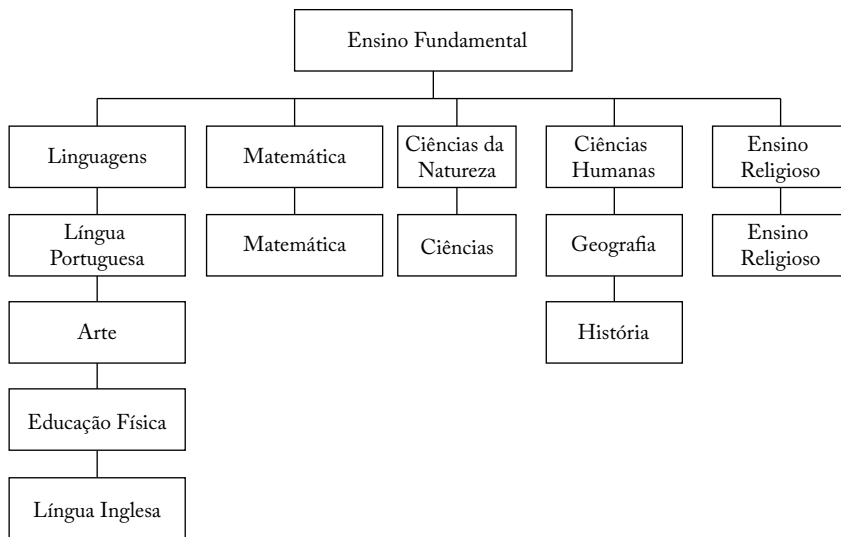 Ensino Fundamental
Linguagens
Matemática
Ciências da
Natureza
Ciências
Humanas
Ensino
Religioso
Língua
Portuguesa
Matemática
Ciências
Geografia
Ensino
Religioso
Arte
História
Educação Física
Língua Inglesa